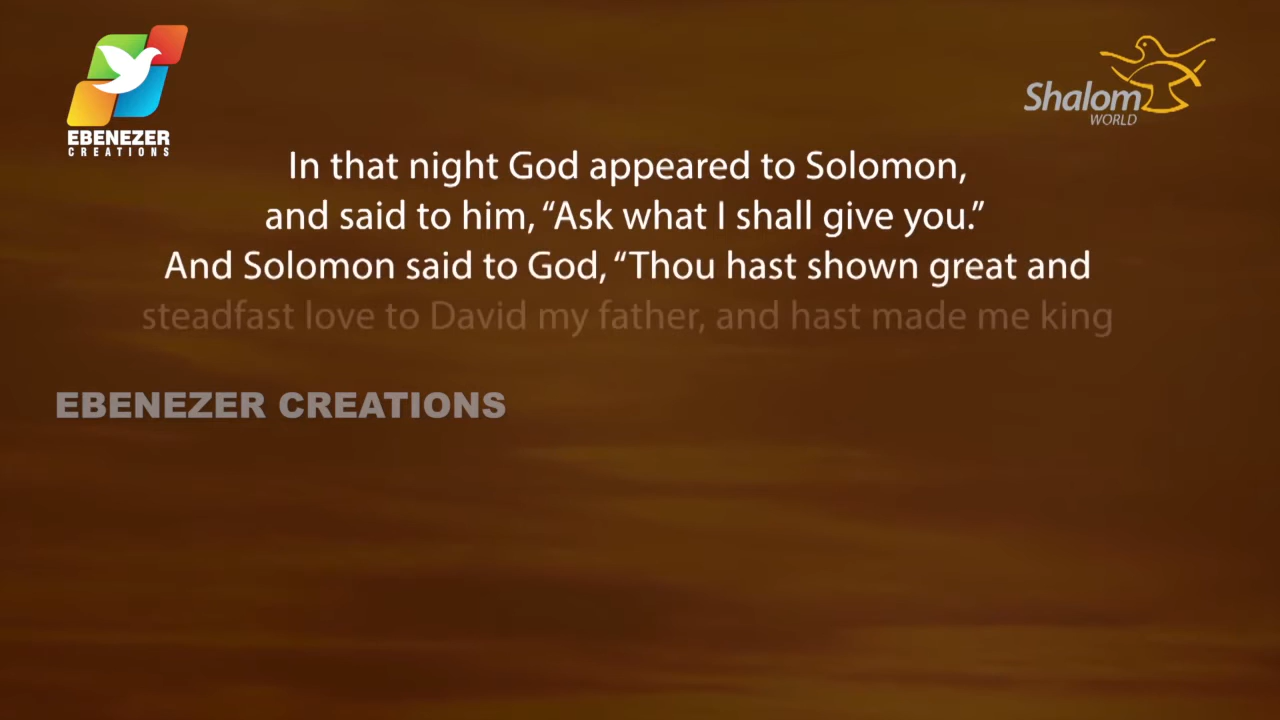 EBENEZER
CREATIONS
Shalom
WORLD
In that night God appeared to Solomon,
and said to him, “Ask what I shall give you.”
And Solomon said to God, “Thou hast shown great and
steadfast love to David my father, and hast made me king
EBENEZER CREATIONS